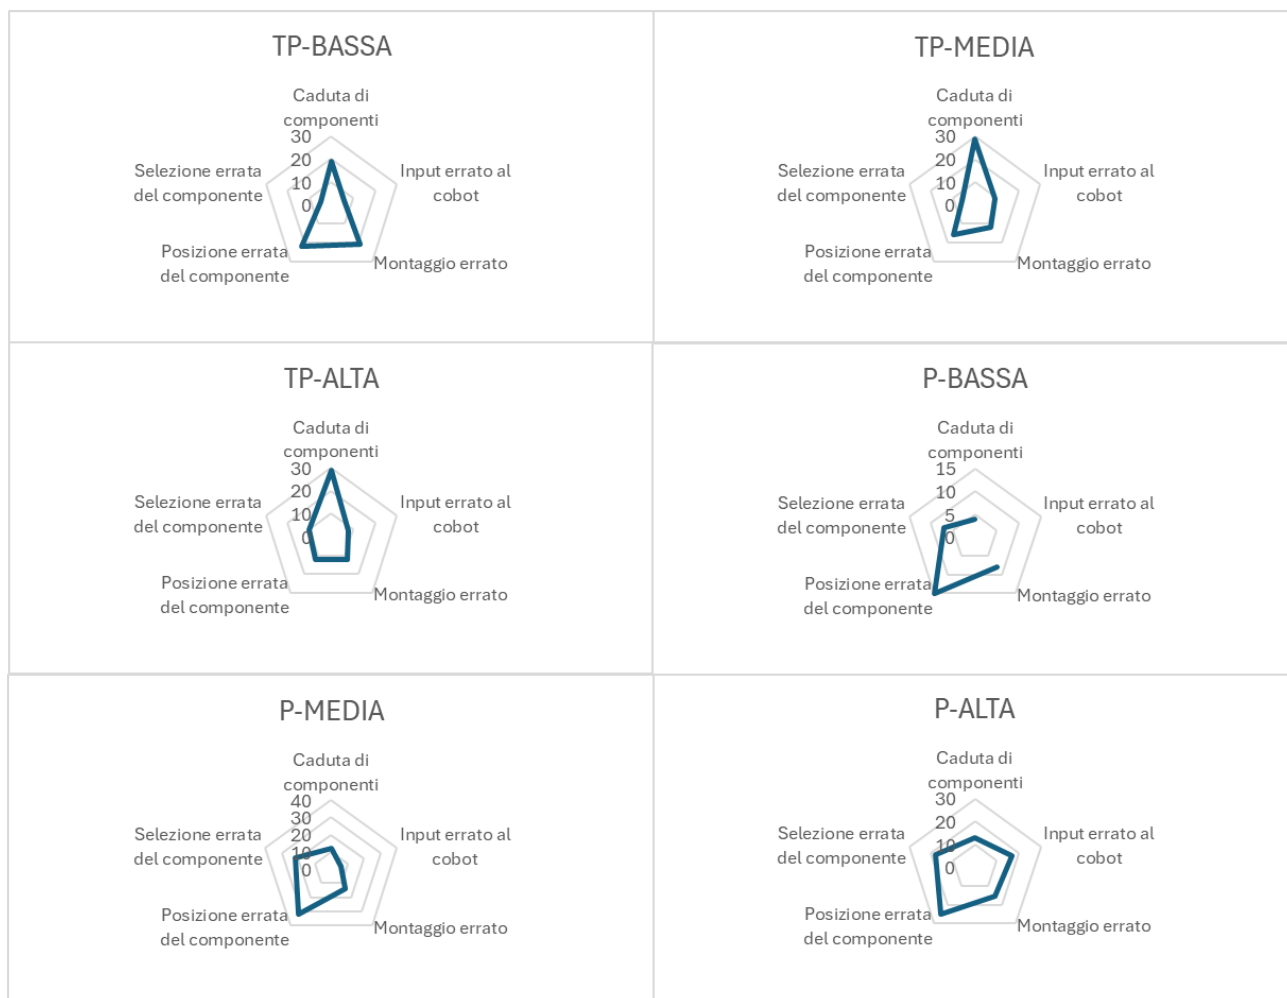 TP-BASSA
Caduta di
componenti
30
20
10
0
Input errato al
cobot
Montaggio errato
Posizione errata
del componente
Selezione errata
del componente
TP-MEDIA
Caduta di
componenti
30
20
10
0
Input errato al
cobot
Montaggio errato
Posizione errata
del componente
Selezione errata
del componente
TP-ALTA
Caduta di
componenti
30
20
10
0
Input errato al
cobot
Montaggio errato
Posizione errata
del componente
Selezione errata
del componente
P-BASSA
Caduta di
componenti
15
10
5
0
Input errato al
cobot
Montaggio errato
Posizione errata
del componente
Selezione errata
del componente
P-MEDIA
Caduta di
componenti
40
30
20
10
0
Input errato al
cobot
Montaggio errato
Posizione errata
del componente
Selezione errata
del componente
P-ALTA
Caduta di
componenti
30
20
10
0
Input errato al
cobot
Montaggio errato
Posizione errata
del componente
Selezione errata
del componente